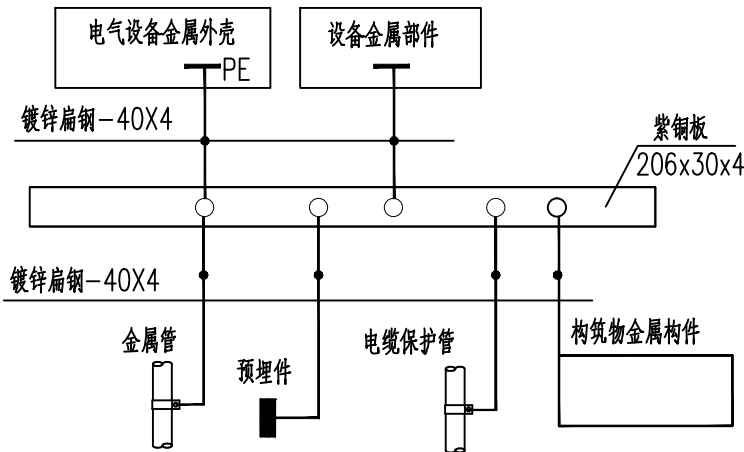 电气设备金属外壳
设备金属部件
PE
镀锌扁钢-40X4
紫铜板
206x30x4
镀锌扁钢-40X4
金属管
电缆保护管
构筑物金属构件
预埋件